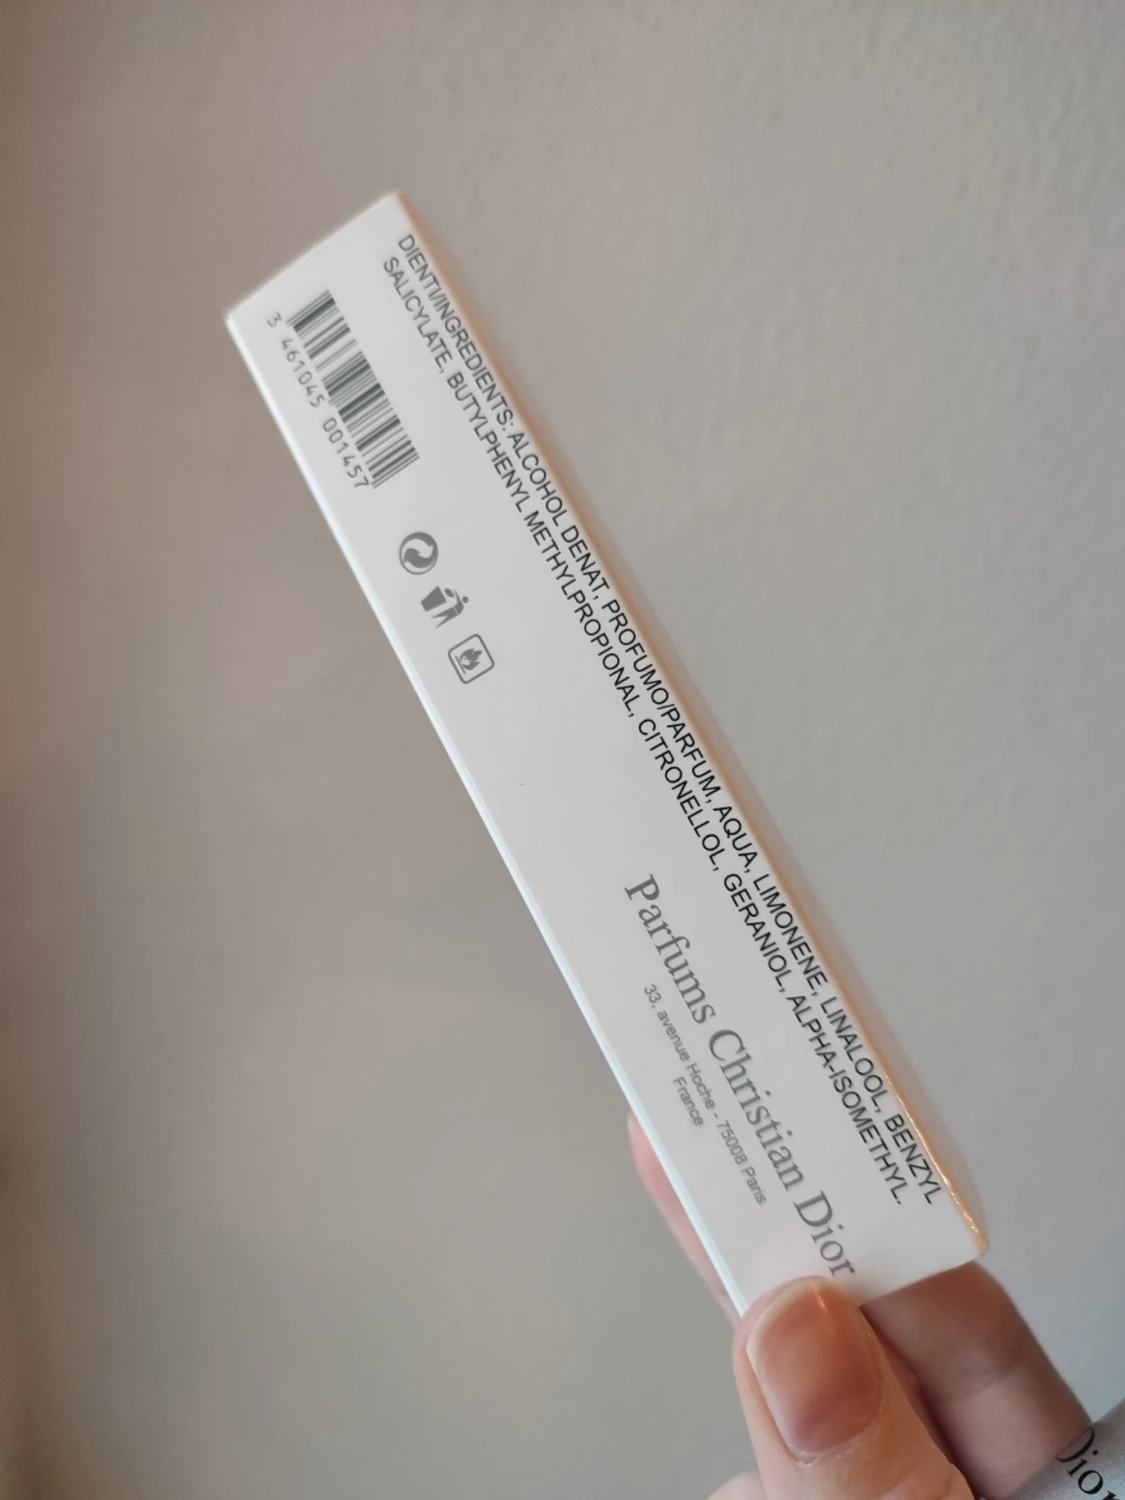 DIENTI/INGREDIENTS: ALCOHOL DENAT, PROFUMO/PARFUM, AQUA, LIMONENE, LINALOOL, BENZYL
SALICYLATE, BUTYLPHENYL METHYLPROPIONAL, CITRONELLOL, GERANIOL, ALPHA-ISOMETHYL.
3 461045 001457
Parfums Christian Dior
33, avenue Hoche - 75008 Paris
France
Dior